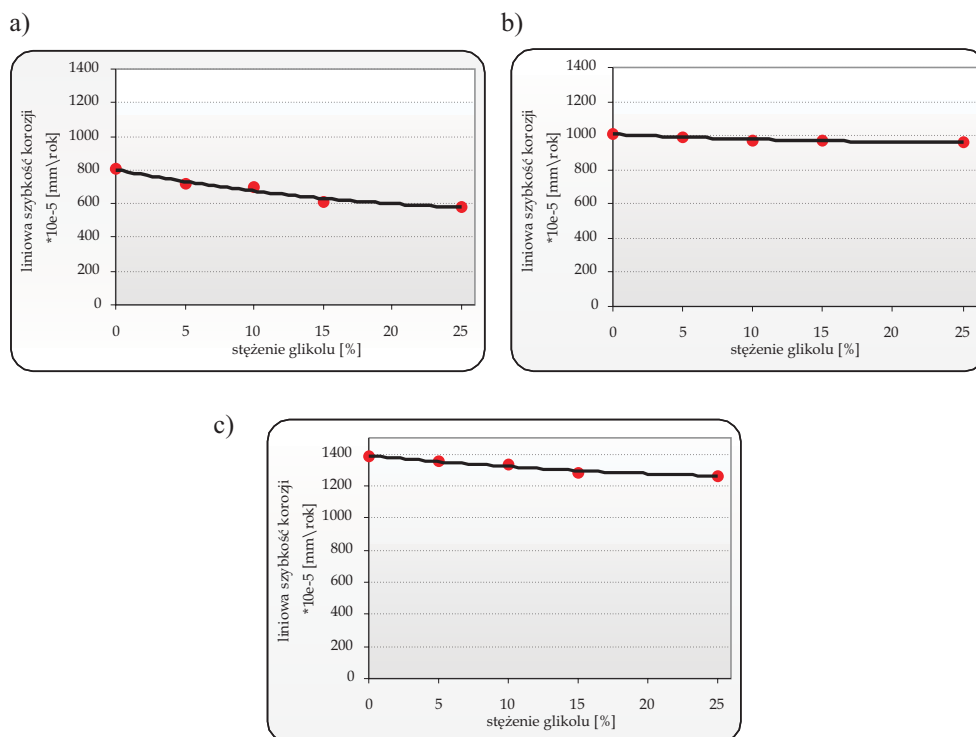 a)
1400
1200
1000
800
600
400
200
0
liniowa szybkość korozji
*10e-5 [mm\rok]
0 5 10 15 20 25
stężenie glikolu [%]
b)
1400
1200
1000
800
600
400
200
0
liniowa szybkość korozji
*10e-5 [mm\rok]
0 5 10 15 20 25
stężenie glikolu [%]
c)
1400
1200
1000
800
600
400
200
0
liniowa szybkość korozji
*10e-5 [mm\rok]
0 5 10 15 20 25
stężenie glikolu [%]